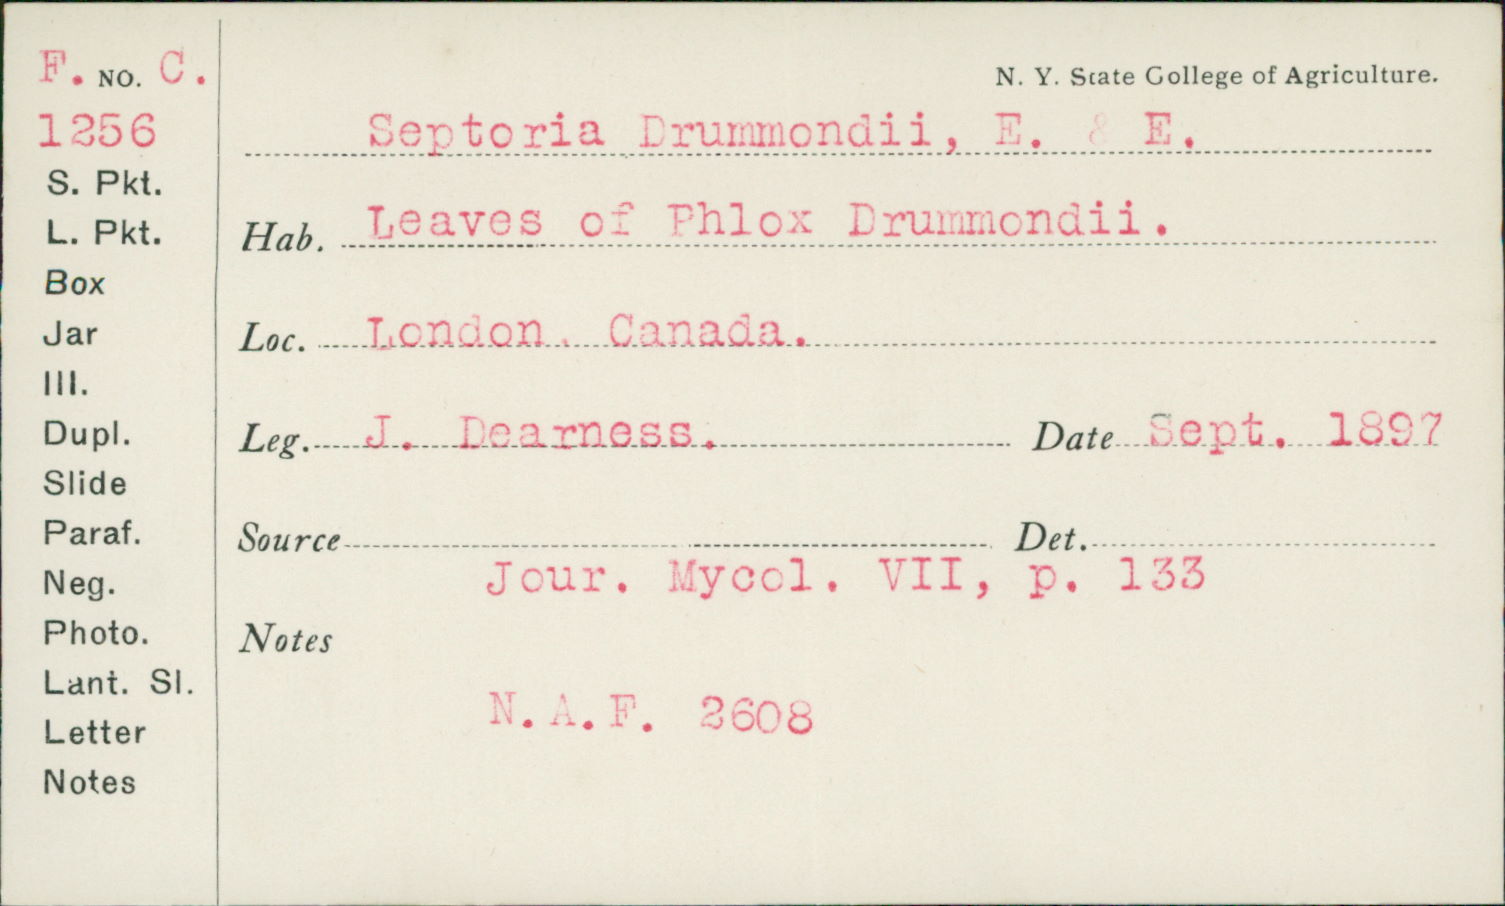 F. NO. C.
1256
S. Pkt.
L. Pkt.
Box
Jar
Ill.
Dupl.
Slide
Paraf.
Neg.
Photo.
Lant. Sl.
Letter
Notes
N. Y. State College of Agriculture.
Septoria Drummondii, E. & E.
Hab. Leaves of Phlox Drummondii.
Loc. London, Canada.
Leg. J. Dearness. Date Sept. 1897
Source Det.
Jour. Mycol. VII, p. 133
Notes
N.A.F. 2608